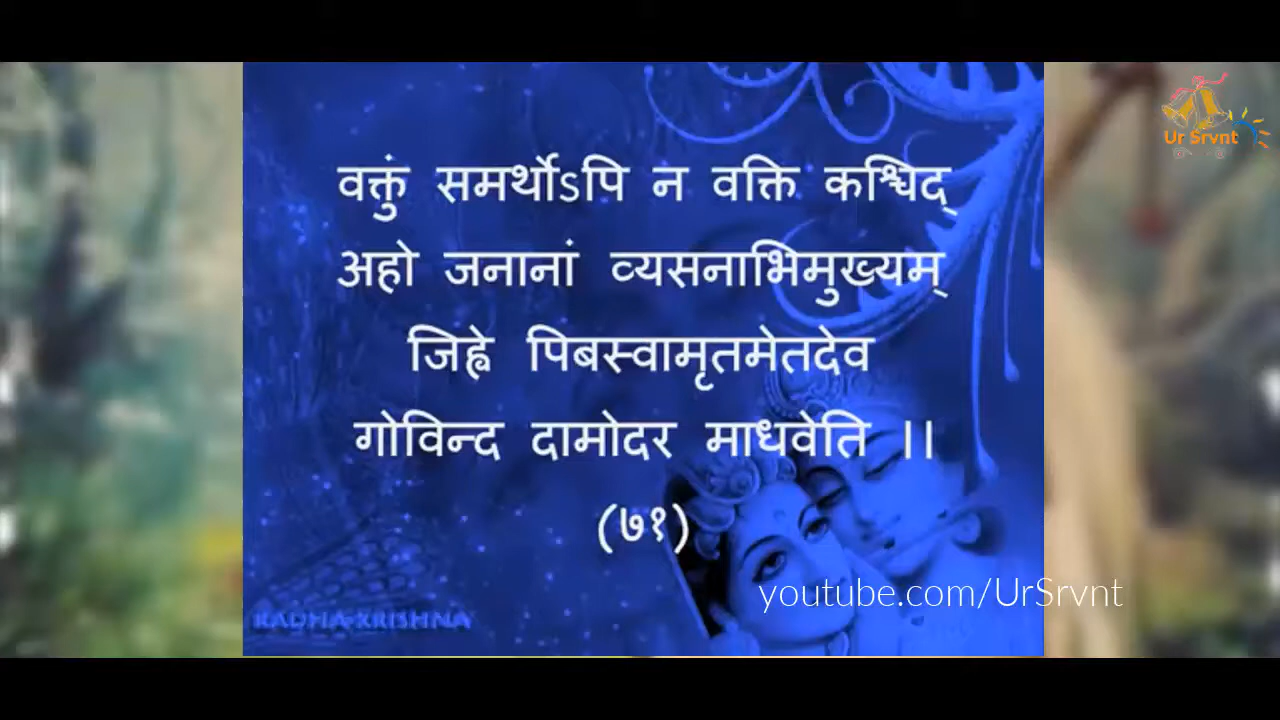 Ur Srvnt
वक्तुं समर्थोऽपि न वक्ति कश्चिद्
अहो जनानां व्यसनाभिमुख्यम्
जिह्वे पिबस्वामृतमेतदेव
गोविन्द दामोदर माधवेति ।।
(७१)
youtube.com/UrSrvnt
RADHA-KRISHNA